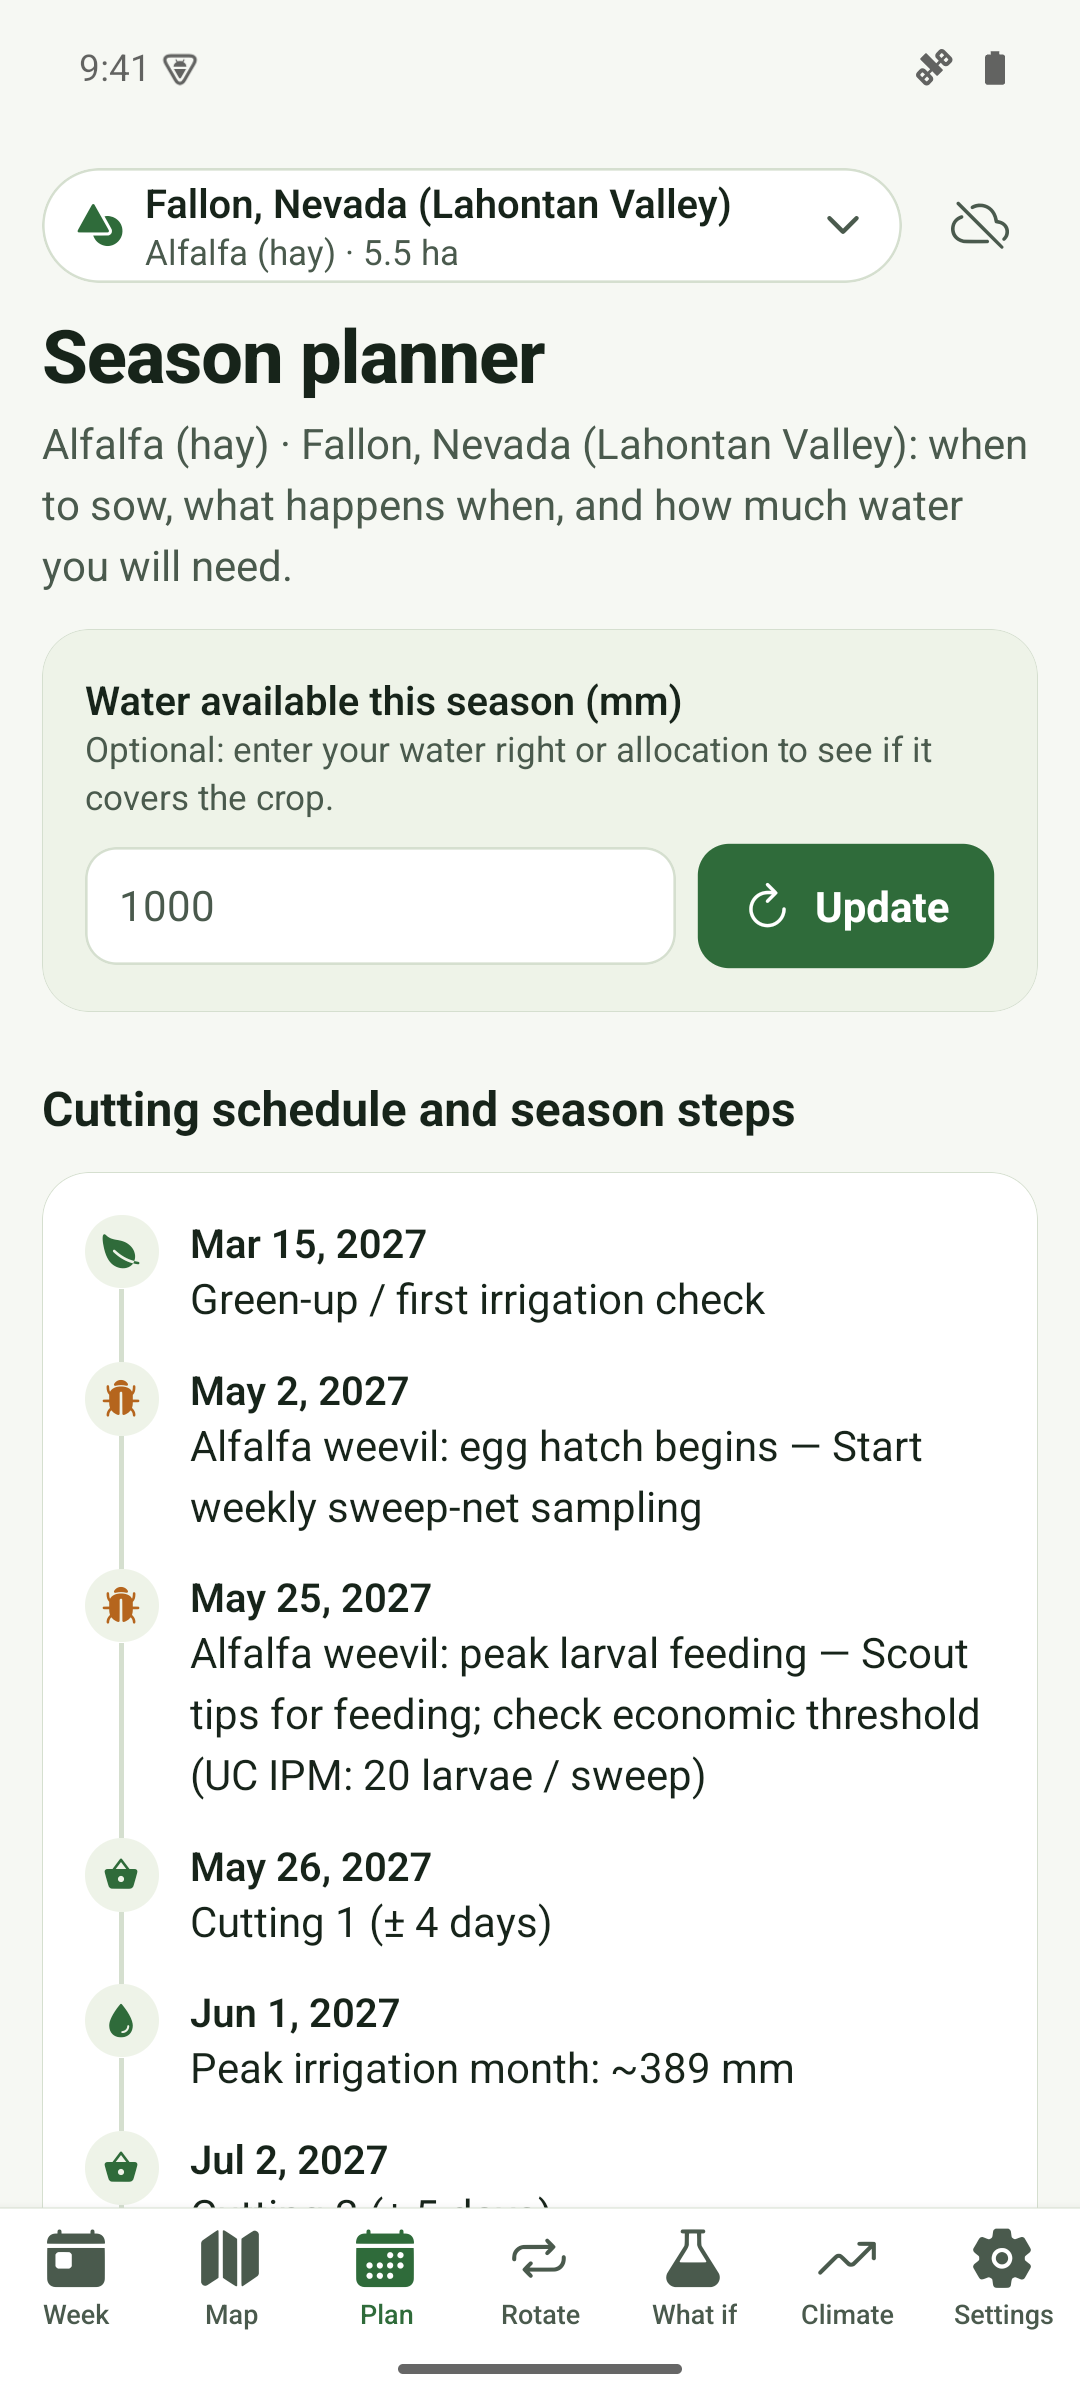 9:41
Fallon, Nevada (Lahontan Valley)
Alfalfa (hay) · 5.5 ha
Season planner
Alfalfa (hay) · Fallon, Nevada (Lahontan Valley): when
to sow, what happens when, and how much water
you will need.
Water available this season (mm)
Optional: enter your water right or allocation to see if it
covers the crop.
1000
Update
Cutting schedule and season steps
Mar 15, 2027
Green-up / first irrigation check
May 2, 2027
Alfalfa weevil: egg hatch begins — Start
weekly sweep-net sampling
May 25, 2027
Alfalfa weevil: peak larval feeding — Scout
tips for feeding; check economic threshold
(UC IPM: 20 larvae / sweep)
May 26, 2027
Cutting 1 (± 4 days)
Jun 1, 2027
Peak irrigation month: ~389 mm
Jul 2, 2027
Cutting 2 (± 5 days)
Week
Map
Plan
Rotate
What if
Climate
Settings